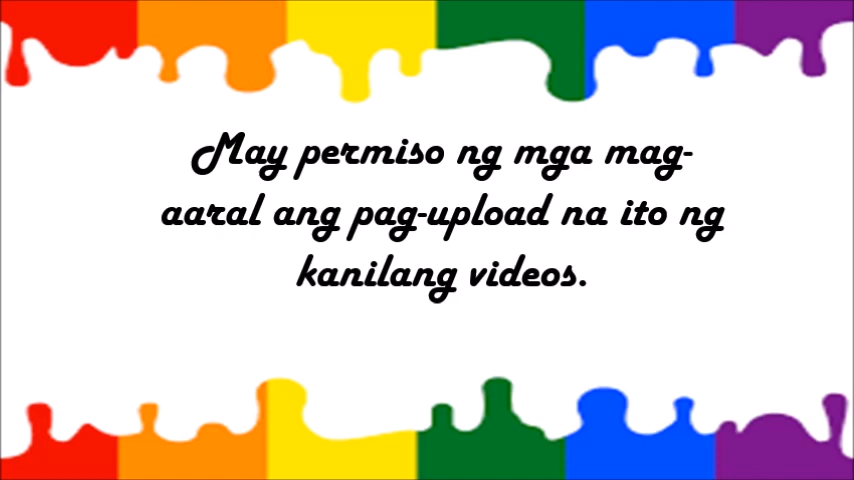 May permiso ng mga mag-
aaral ang pag-upload na ito ng
kanilang videos.